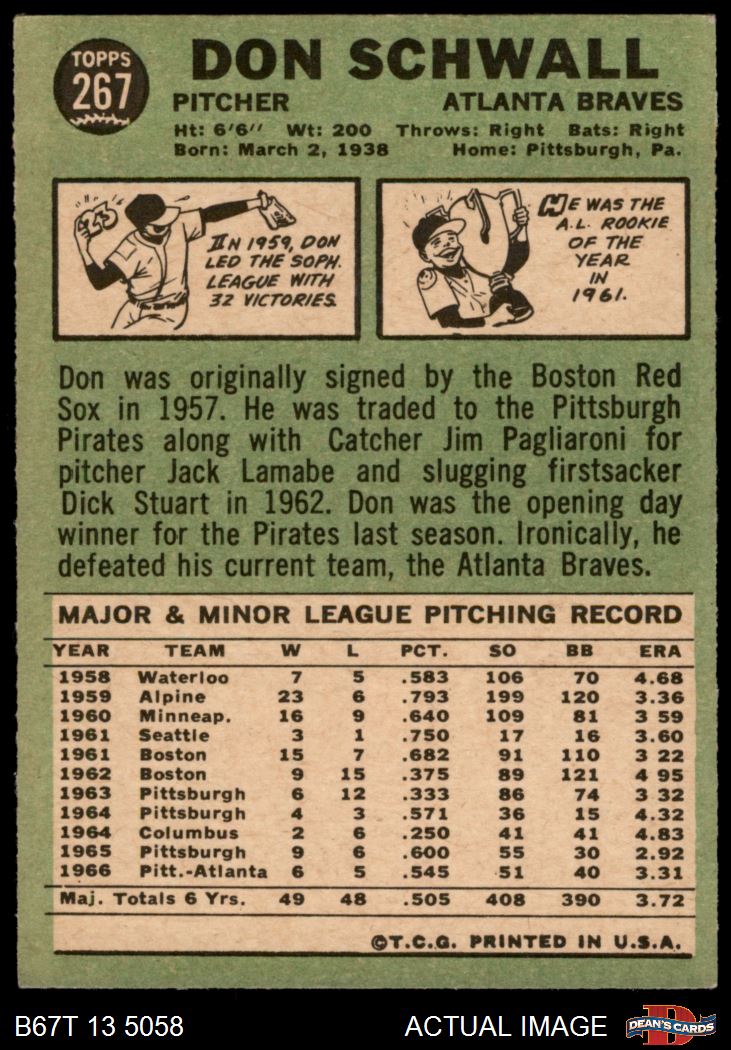 TOPPS
267
DON SCHWALL
PITCHER ATLANTA BRAVES
Ht: 6'6" Wt: 200 Throws: Right Bats: Right
Born: March 2, 1938 Home: Pittsburgh, Pa.
23
IN 1959, DON
LED THE SOPH.
LEAGUE WITH
32 VICTORIES.
HE WAS THE
A.L. ROOKIE
OF THE
YEAR
IN
1961.
Don was originally signed by the Boston Red
Sox in 1957. He was traded to the Pittsburgh
Pirates along with Catcher Jim Pagliaroni for
pitcher Jack Lamabe and slugging firstsacker
Dick Stuart in 1962. Don was the opening day
winner for the Pirates last season. Ironically, he
defeated his current team, the Atlanta Braves.
MAJOR & MINOR LEAGUE PITCHING RECORD
YEAR TEAM W L PCT. SO BB ERA
1958 Waterloo 7 5 .583 106 70 4.68
1959 Alpine 23 6 .793 199 120 3.36
1960 Minneap. 16 9 .640 109 81 3 59
1961 Seattle 3 1 .750 17 16 3.60
1961 Boston 15 7 .682 91 110 3 22
1962 Boston 9 15 .375 89 121 4 95
1963 Pittsburgh 6 12 .333 86 74 3 32
1964 Pittsburgh 4 3 .571 36 15 4.32
1964 Columbus 2 6 .250 41 41 4.83
1965 Pittsburgh 9 6 .600 55 30 2.92
1966 Pitt.-Atlanta 6 5 .545 51 40 3.31
Maj. Totals 6 Yrs. 49 48 .505 408 390 3.72
©T.C.G. PRINTED IN U.S.A.
B67T 13 5058 ACTUAL IMAGE
DEAN'S CARDS